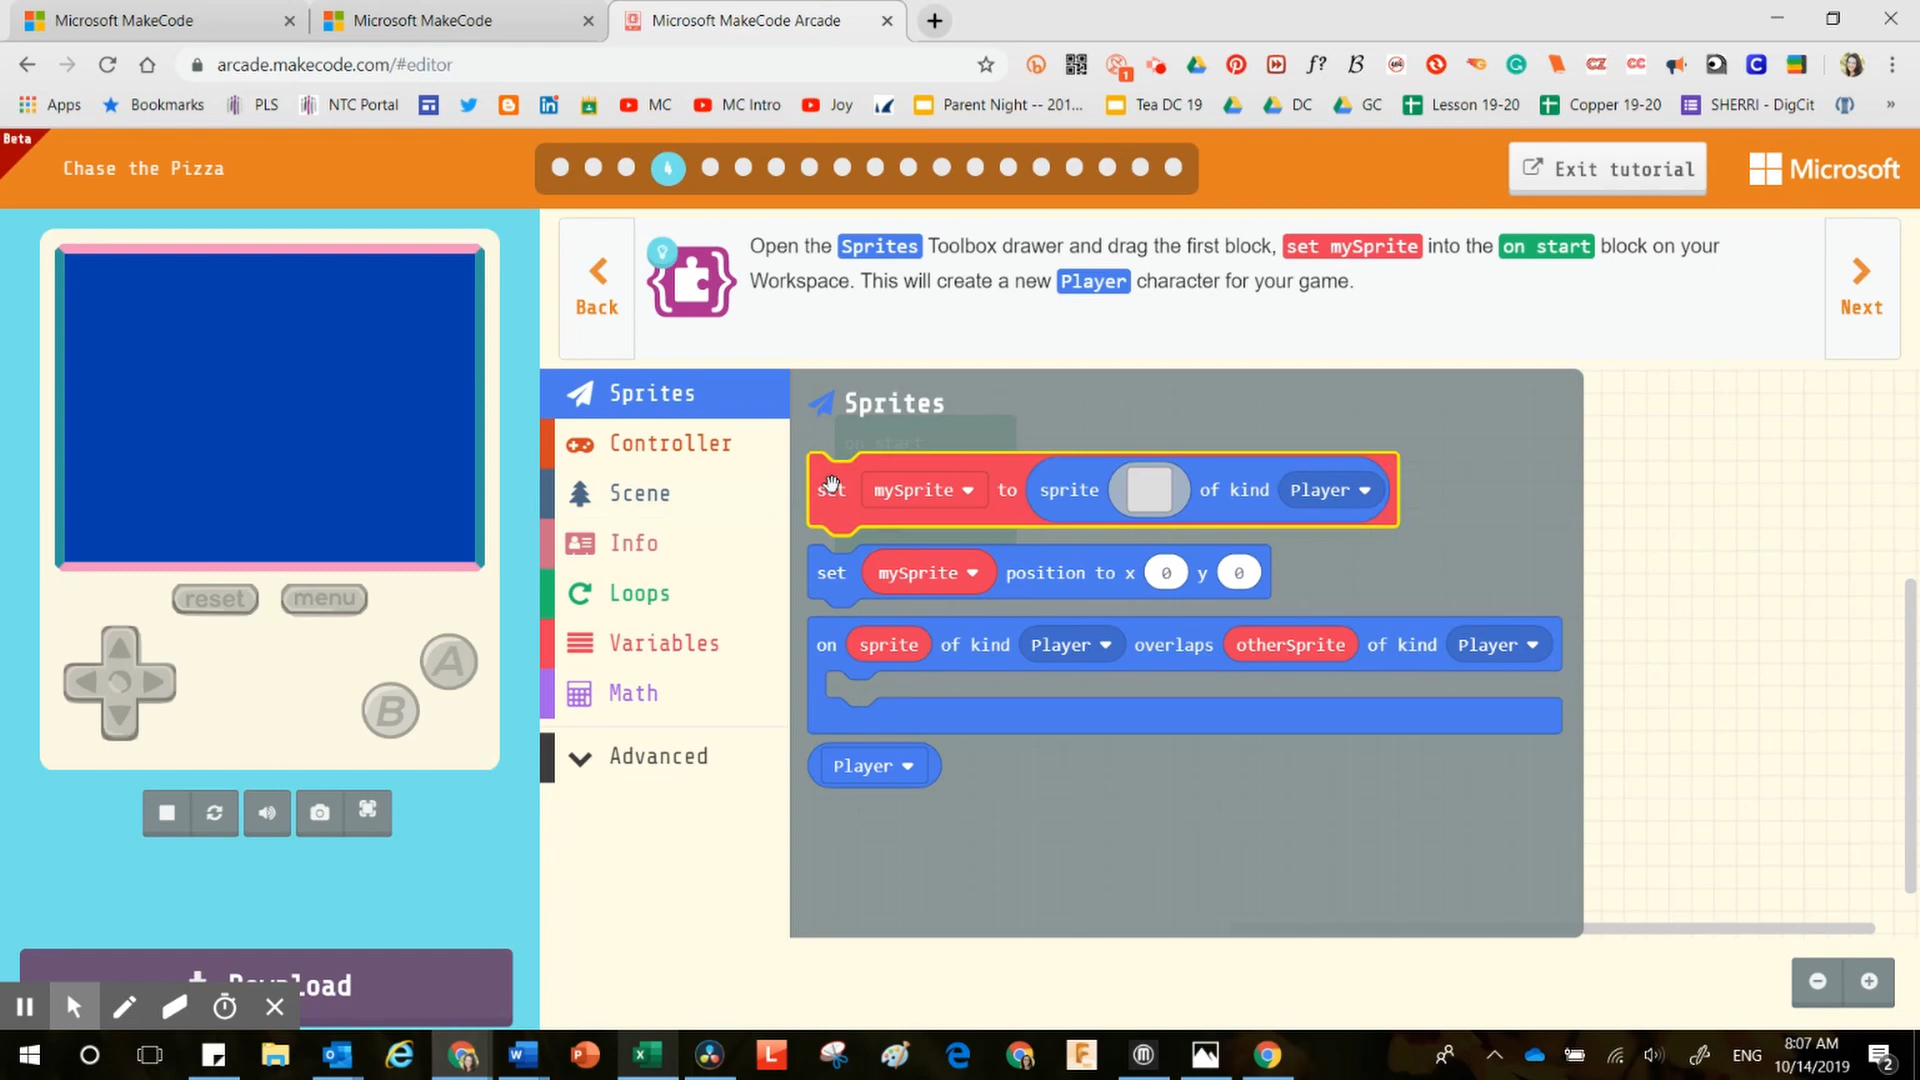 Microsoft MakeCode
Microsoft MakeCode
Microsoft MakeCode Arcade
arcade.makecode.com/#editor
Apps
Bookmarks
PLS
NTC Portal
MC
MC Intro
Joy
Parent Night -- 201...
Tea DC 19
DC
GC
Lesson 19-20
Copper 19-20
SHERRI - DigCit
Beta
Chase the Pizza
4
Exit tutorial
Microsoft
Back
Open the Sprites Toolbox drawer and drag the first block, set mySprite into the on start block on your
Workspace. This will create a new Player character for your game.
Next
Sprites
Controller
Scene
Info
Loops
Variables
Math
Advanced
Sprites
on start
set mySprite to sprite of kind Player
set mySprite position to x 0 y 0
on sprite of kind Player overlaps otherSprite of kind Player
Player
reset
menu
A
B
Download
ENG
8:07 AM
10/14/2019
2